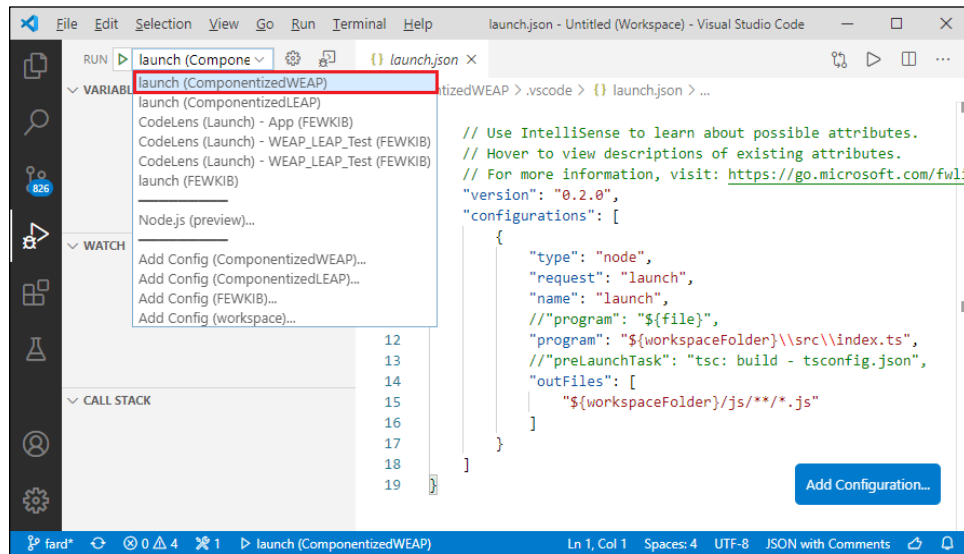 File Edit Selection View Go Run Terminal Help launch.json - Untitled (Workspace) - Visual Studio Code
RUN launch (Compone {} launch.json
launch (ComponentizedWEAP)
launch (ComponentizedLEAP)
CodeLens (Launch) - App (FEWKIB)
CodeLens (Launch) - WEAP_LEAP_Test (FEWKIB)
CodeLens (Launch) - WEAP_LEAP_Test (FEWKIB)
launch (FEWKIB)
Node.js (preview)...
Add Config (ComponentizedWEAP)...
Add Config (ComponentizedLEAP)...
Add Config (FEWKIB)...
Add Config (workspace)...
VARIABL
WATCH
CALL STACK
826
ntizedWEAP > .vscode > {} launch.json > ...
// Use IntelliSense to learn about possible attributes.
// Hover to view descriptions of existing attributes.
// For more information, visit: https://go.microsoft.com/fwli
"version": "0.2.0",
"configurations": [
{
"type": "node",
"request": "launch",
"name": "launch",
//"program": "${file}",
12 "program": "${workspaceFolder}\\src\\index.ts",
13 //"preLaunchTask": "tsc: build - tsconfig.json",
14 "outFiles": [
15 "${workspaceFolder}/js/**/*.js"
16 ]
17 }
18 ]
19 }
Add Configuration...
fard* 0 4 1 launch (ComponentizedWEAP) Ln 1, Col 1 Spaces: 4 UTF-8 JSON with Comments